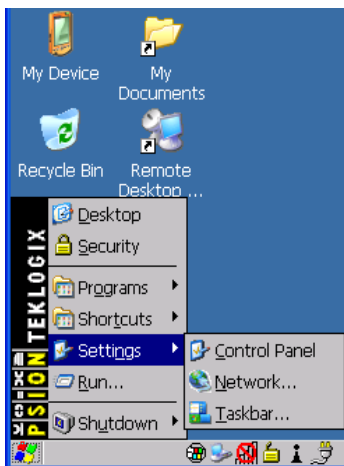 My Device
My
Documents
Recycle Bin
Remote
Desktop ...
Desktop
Security
Programs
Shortcuts
Settings
Run...
Shutdown
Control Panel
Network...
Taskbar...
PSION TEKLOGIX